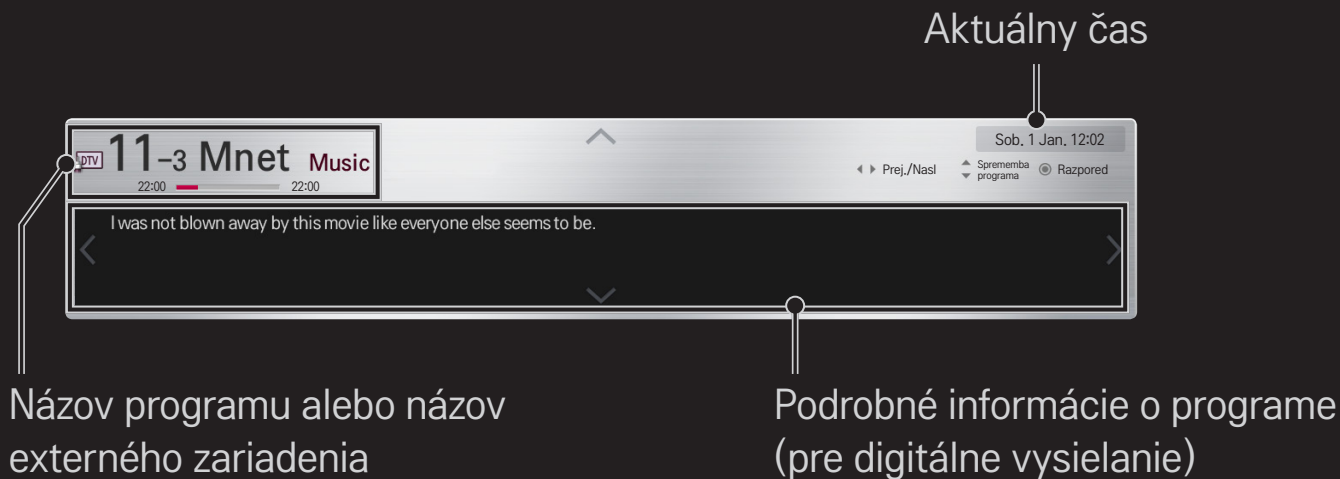 Aktuálny čas
Sob, 1 Jan, 12:02
DTV 11-3 Mnet Music
22:00 22:00
Prej./Nasl
Sprememba
programa
Razpored
I was not blown away by this movie like everyone else seems to be.
Názov programu alebo názov
externého zariadenia
Podrobné informácie o programe
(pre digitálne vysielanie)